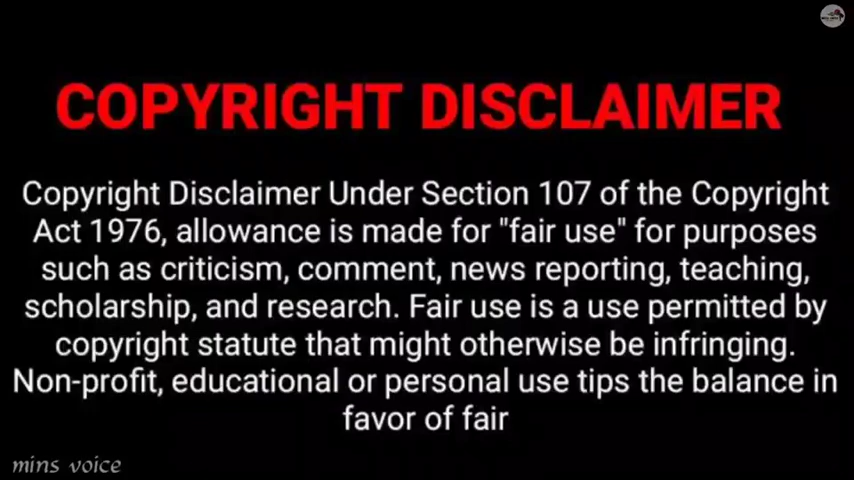 COPYRIGHT DISCLAIMER
Copyright Disclaimer Under Section 107 of the Copyright
Act 1976, allowance is made for "fair use" for purposes
such as criticism, comment, news reporting, teaching,
scholarship, and research. Fair use is a use permitted by
copyright statute that might otherwise be infringing.
Non-profit, educational or personal use tips the balance in
favor of fair
mins voice